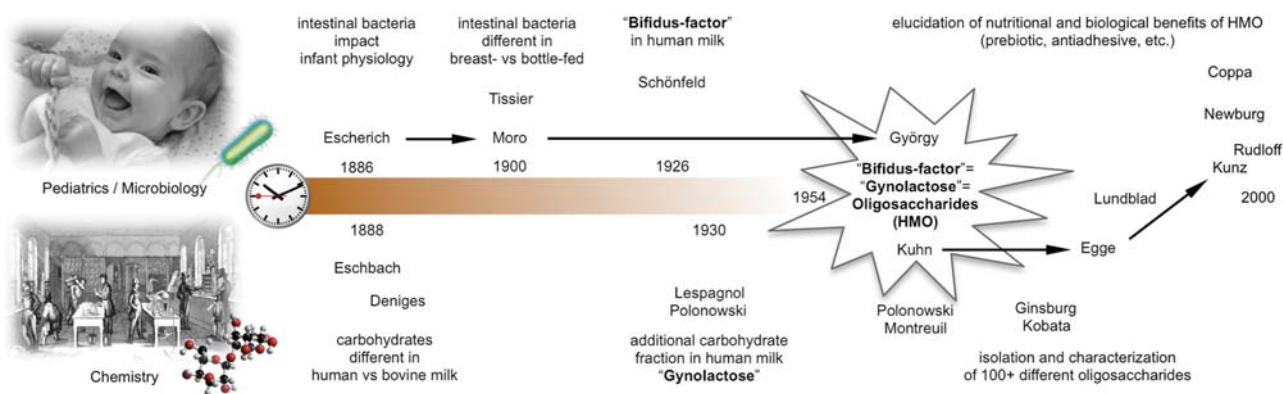 intestinal bacteria
impact
infant physiology
intestinal bacteria
different in
breast- vs bottle-fed
“Bifidus-factor”
in human milk
elucidation of nutritional and biological benefits of HMO
(prebiotic, antiadhesive, etc.)
Tissier
Schönfeld
Coppa
Newburg
Escherich
Moro
György
Rudloff
Kunz
1886
1900
1926
2000
Pediatrics / Microbiology
1954
“Bifidus-factor”=
“Gynolactose”=
Oligosaccharides
(HMO)
Lundblad
1888
1930
Kuhn
Egge
Eschbach
Deniges
Lespagnol
Polonowski
Polonowski
Montreuil
Ginsburg
Kobata
carbohydrates
different in
human vs bovine milk
additional carbohydrate
fraction in human milk
“Gynolactose”
isolation and characterization
of 100+ different oligosaccharides
Chemistry